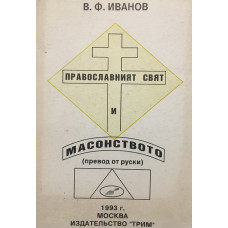 В. Ф. ИВАНОВ
ПРАВОСЛАВНИЯТ СВЯТ
И
МАСОНСТВОТО
(превод от руски)
1993 г.
МОСКВА
ИЗДАТЕЛСТВО "ТРИМ"